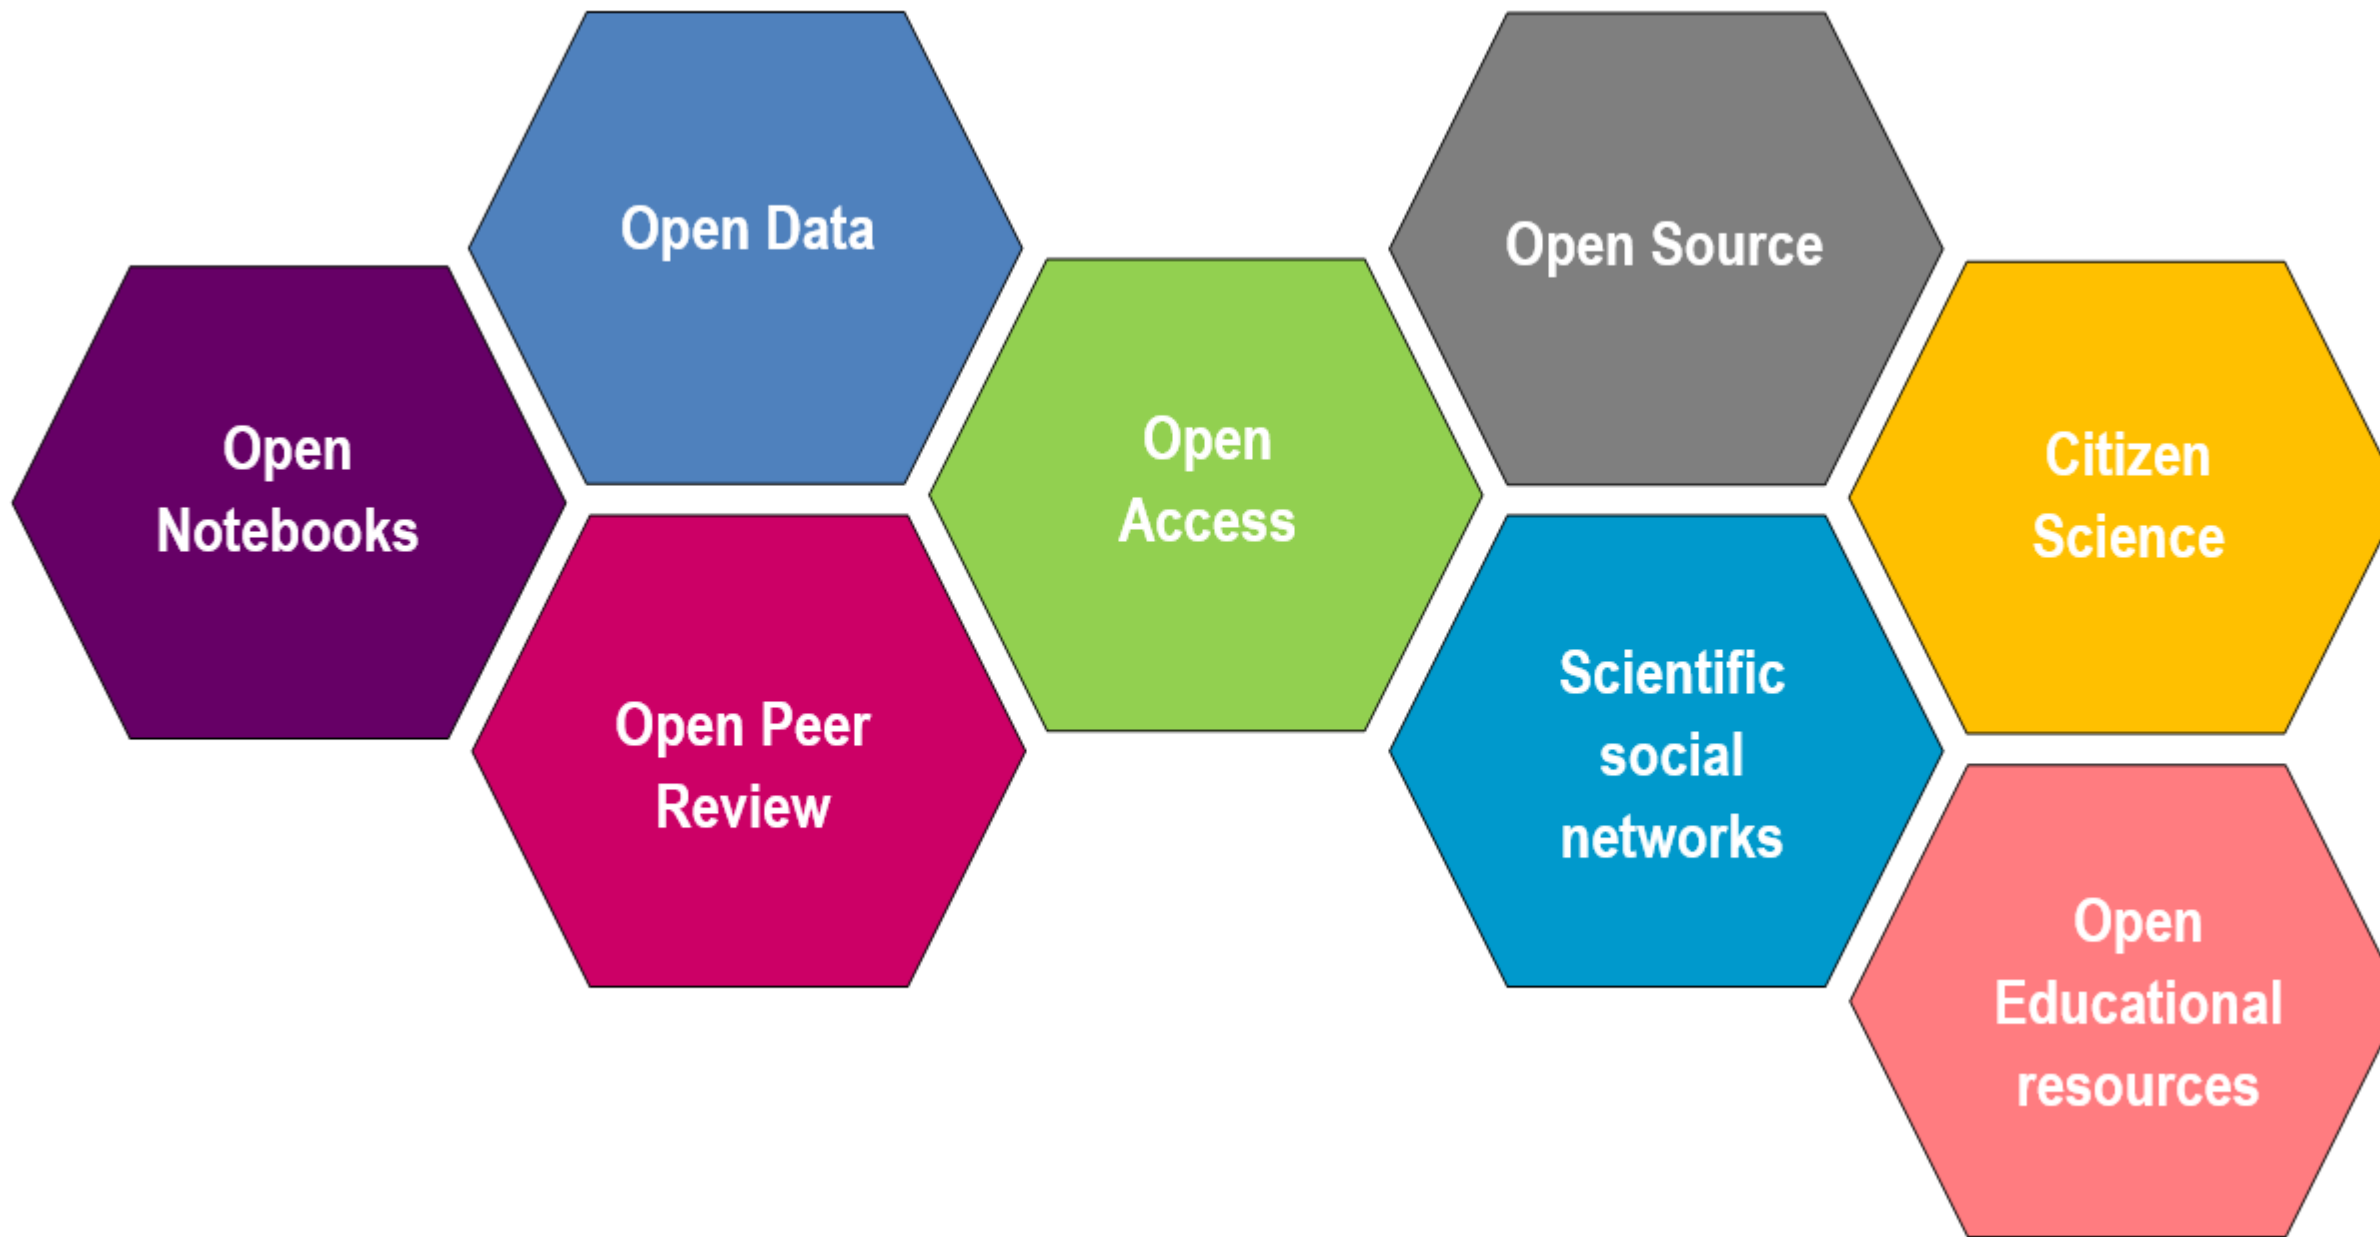 Open Data
Open Source
Open
Notebooks
Open
Access
Citizen
Science
Open Peer
Review
Scientific
social
networks
Open
Educational
resources